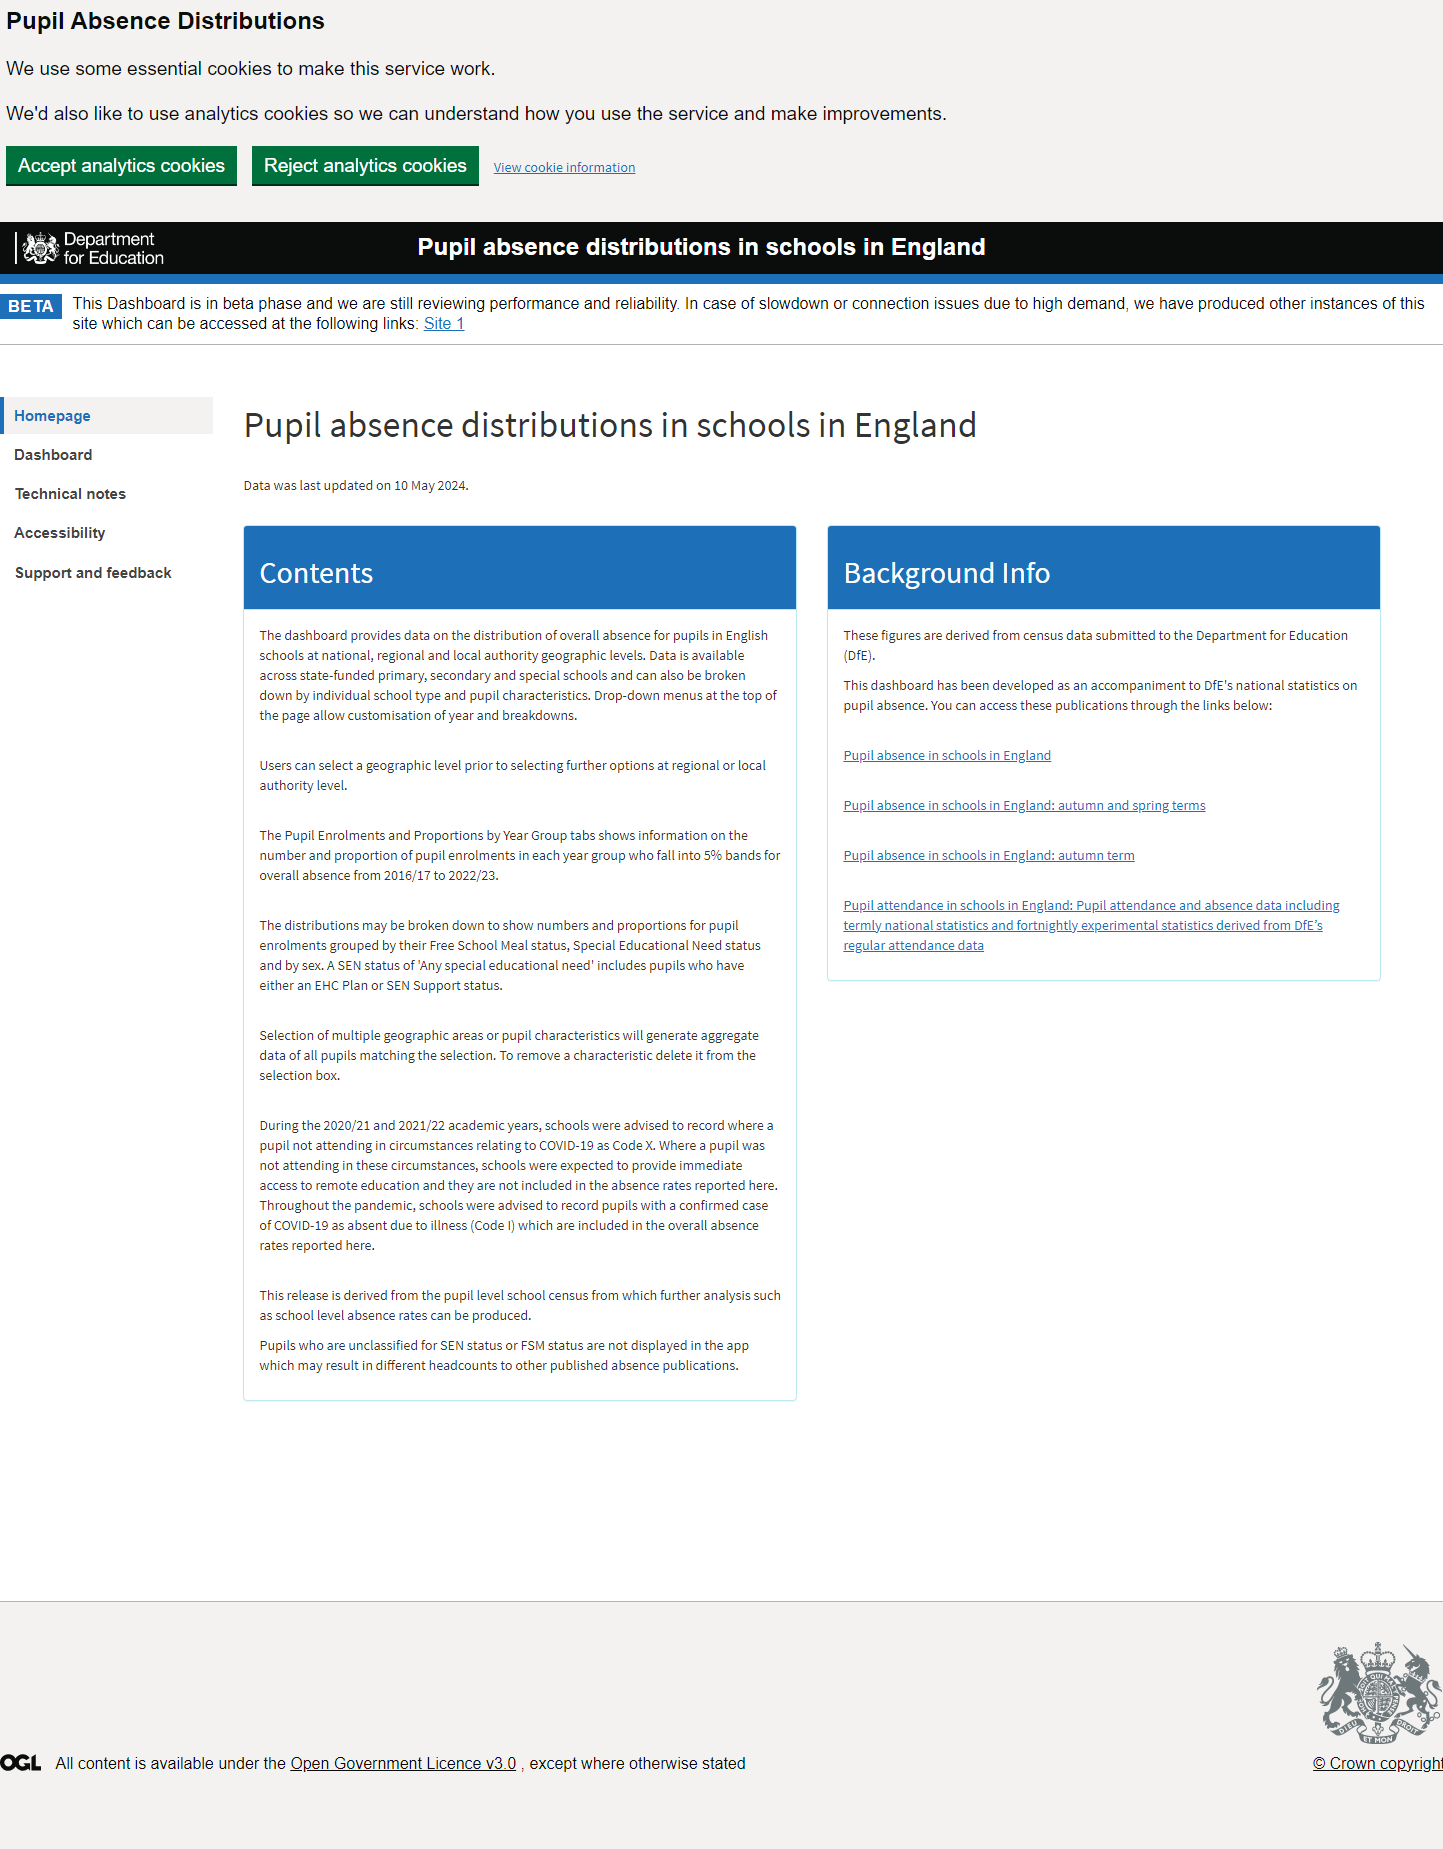 Pupil Absence Distributions
We use some essential cookies to make this service work.
We'd also like to use analytics cookies so we can understand how you use the service and make improvements.
Accept analytics cookies Reject analytics cookies View cookie information
Department
for Education
Pupil absence distributions in schools in England
BETA
This Dashboard is in beta phase and we are still reviewing performance and reliability. In case of slowdown or connection issues due to high demand, we have produced other instances of this
site which can be accessed at the following links: Site 1
Homepage
Dashboard
Technical notes
Accessibility
Support and feedback
Pupil absence distributions in schools in England
Data was last updated on 10 May 2024.
Contents
The dashboard provides data on the distribution of overall absence for pupils in English
schools at national, regional and local authority geographic levels. Data is available
across state-funded primary, secondary and special schools and can also be broken
down by individual school type and pupil characteristics. Drop-down menus at the top of
the page allow customisation of year and breakdowns.
Users can select a geographic level prior to selecting further options at regional or local
authority level.
The Pupil Enrolments and Proportions by Year Group tabs shows information on the
number and proportion of pupil enrolments in each year group who fall into 5% bands for
overall absence from 2016/17 to 2022/23.
The distributions may be broken down to show numbers and proportions for pupil
enrolments grouped by their Free School Meal status, Special Educational Need status
and by sex. A SEN status of 'Any special educational need' includes pupils who have
either an EHC Plan or SEN Support status.
Selection of multiple geographic areas or pupil characteristics will generate aggregate
data of all pupils matching the selection. To remove a characteristic delete it from the
selection box.
During the 2020/21 and 2021/22 academic years, schools were advised to record where a
pupil not attending in circumstances relating to COVID-19 as Code X. Where a pupil was
not attending in these circumstances, schools were expected to provide immediate
access to remote education and they are not included in the absence rates reported here.
Throughout the pandemic, schools were advised to record pupils with a confirmed case
of COVID-19 as absent due to illness (Code I) which are included in the overall absence
rates reported here.
This release is derived from the pupil level school census from which further analysis such
as school level absence rates can be produced.
Pupils who are unclassified for SEN status or FSM status are not displayed in the app
which may result in different headcounts to other published absence publications.
Background Info
These figures are derived from census data submitted to the Department for Education
(DfE).
This dashboard has been developed as an accompaniment to DfE's national statistics on
pupil absence. You can access these publications through the links below:
Pupil absence in schools in England
Pupil absence in schools in England: autumn and spring terms
Pupil absence in schools in England: autumn term
Pupil attendance in schools in England: Pupil attendance and absence data including
termly national statistics and fortnightly experimental statistics derived from DfE’s
regular attendance data
DIEU ET MON DROIT
OGL All content is available under the Open Government Licence v3.0 , except where otherwise stated
© Crown copyright